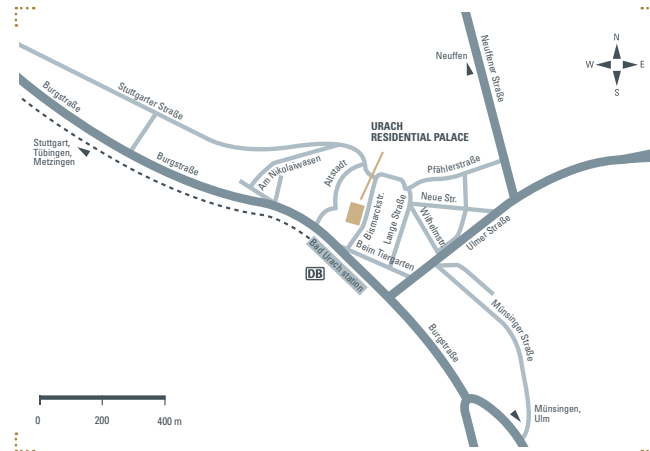 N
W E
S
Neuffen
Neuffener Straße
Burgstraße
Stuttgarter Straße
Stuttgart,
Tübingen,
Metzingen
Burgstraße
Am Nikolaiwasen
Altstadt
URACH
RESIDENTIAL PALACE
Pfählerstraße
Neue Str.
Bismarckstr.
Lange Straße
Wilhelmstr.
Ulmer Straße
Beim Tiergarten
Bad Urach station
DB
Burgstraße
Münsinger Straße
Münsingen,
Ulm
0 200 400 m